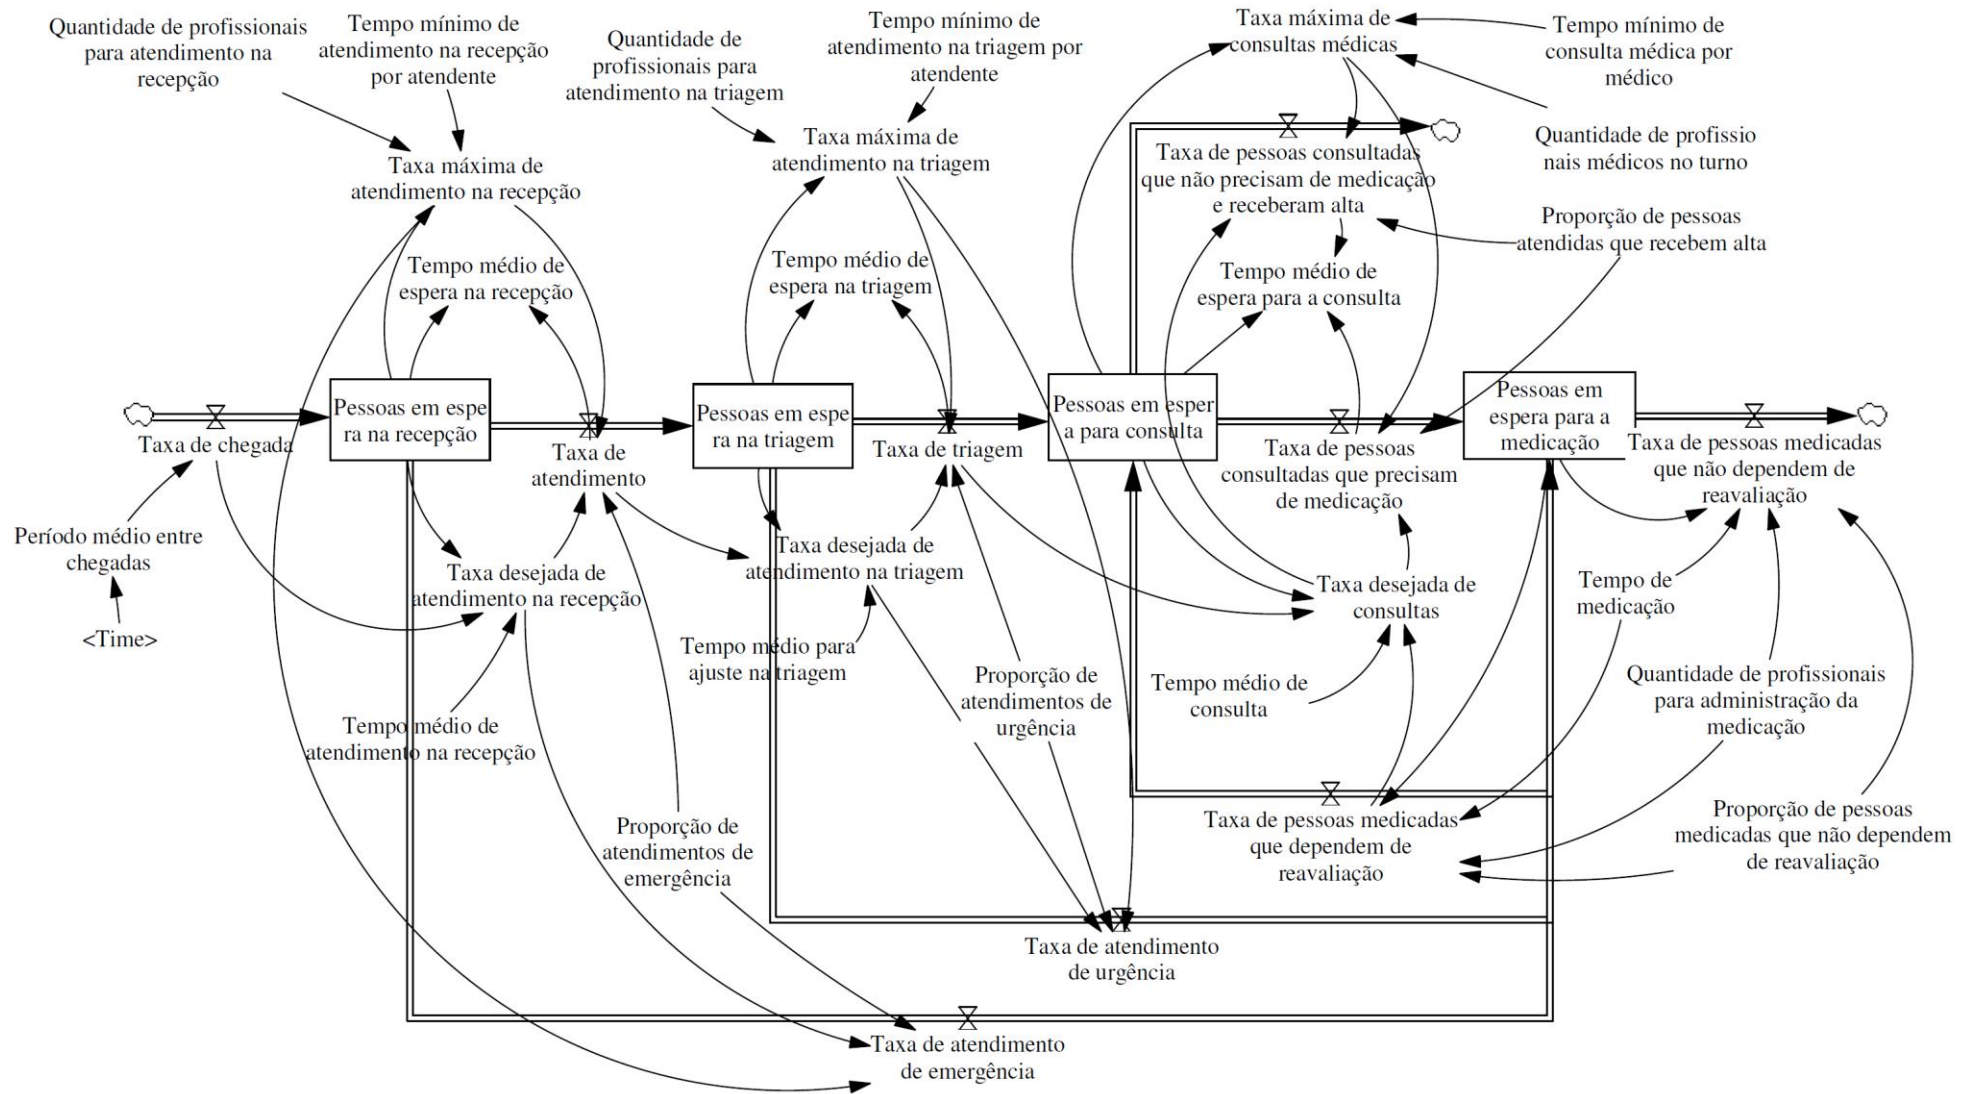 Quantidade de profissionais
para atendimento na
recepção
Tempo mínimo de
atendimento na recepção
por atendente
Quantidade de
profissionais para
atendimento na triagem
Tempo mínimo de
atendimento na triagem por
atendente
Taxa máxima de
consultas médicas
Tempo mínimo de
consulta médica por
médico
Quantidade de profissio
nais médicos no turno
Taxa máxima de
atendimento na recepção
Taxa máxima de
atendimento na triagem
Taxa de pessoas consultadas
que não precisam de medicação
e receberam alta
Proporção de pessoas
atendidas que recebem alta
Tempo médio de
espera na recepção
Tempo médio de
espera na triagem
Tempo médio de
espera para a consulta
Taxa de chegada
Pessoas em espe
ra na recepção
Taxa de
atendimento
Pessoas em espe
ra na triagem
Taxa de triagem
Pessoas em esper
a para consulta
Taxa de pessoas
consultadas que precisam
de medicação
Pessoas em
espera para a
medicação
Taxa de pessoas medicadas
que não dependem de
reavaliação
Período médio entre
chegadas
<Time>
Taxa desejada de
atendimento na recepção
Taxa desejada de
atendimento na triagem
Taxa desejada de
consultas
Tempo de
medicação
Tempo médio para
ajuste na triagem
Proporção de
atendimentos de
urgência
Tempo médio de
consulta
Quantidade de profissionais
para administração da
medicação
Tempo médio de
atendimento na recepção
Proporção de
atendimentos de
emergência
Taxa de pessoas medicadas
que dependem de
reavaliação
Proporção de pessoas
medicadas que não dependem
de reavaliação
Taxa de atendimento
de urgência
Taxa de atendimento
de emergência